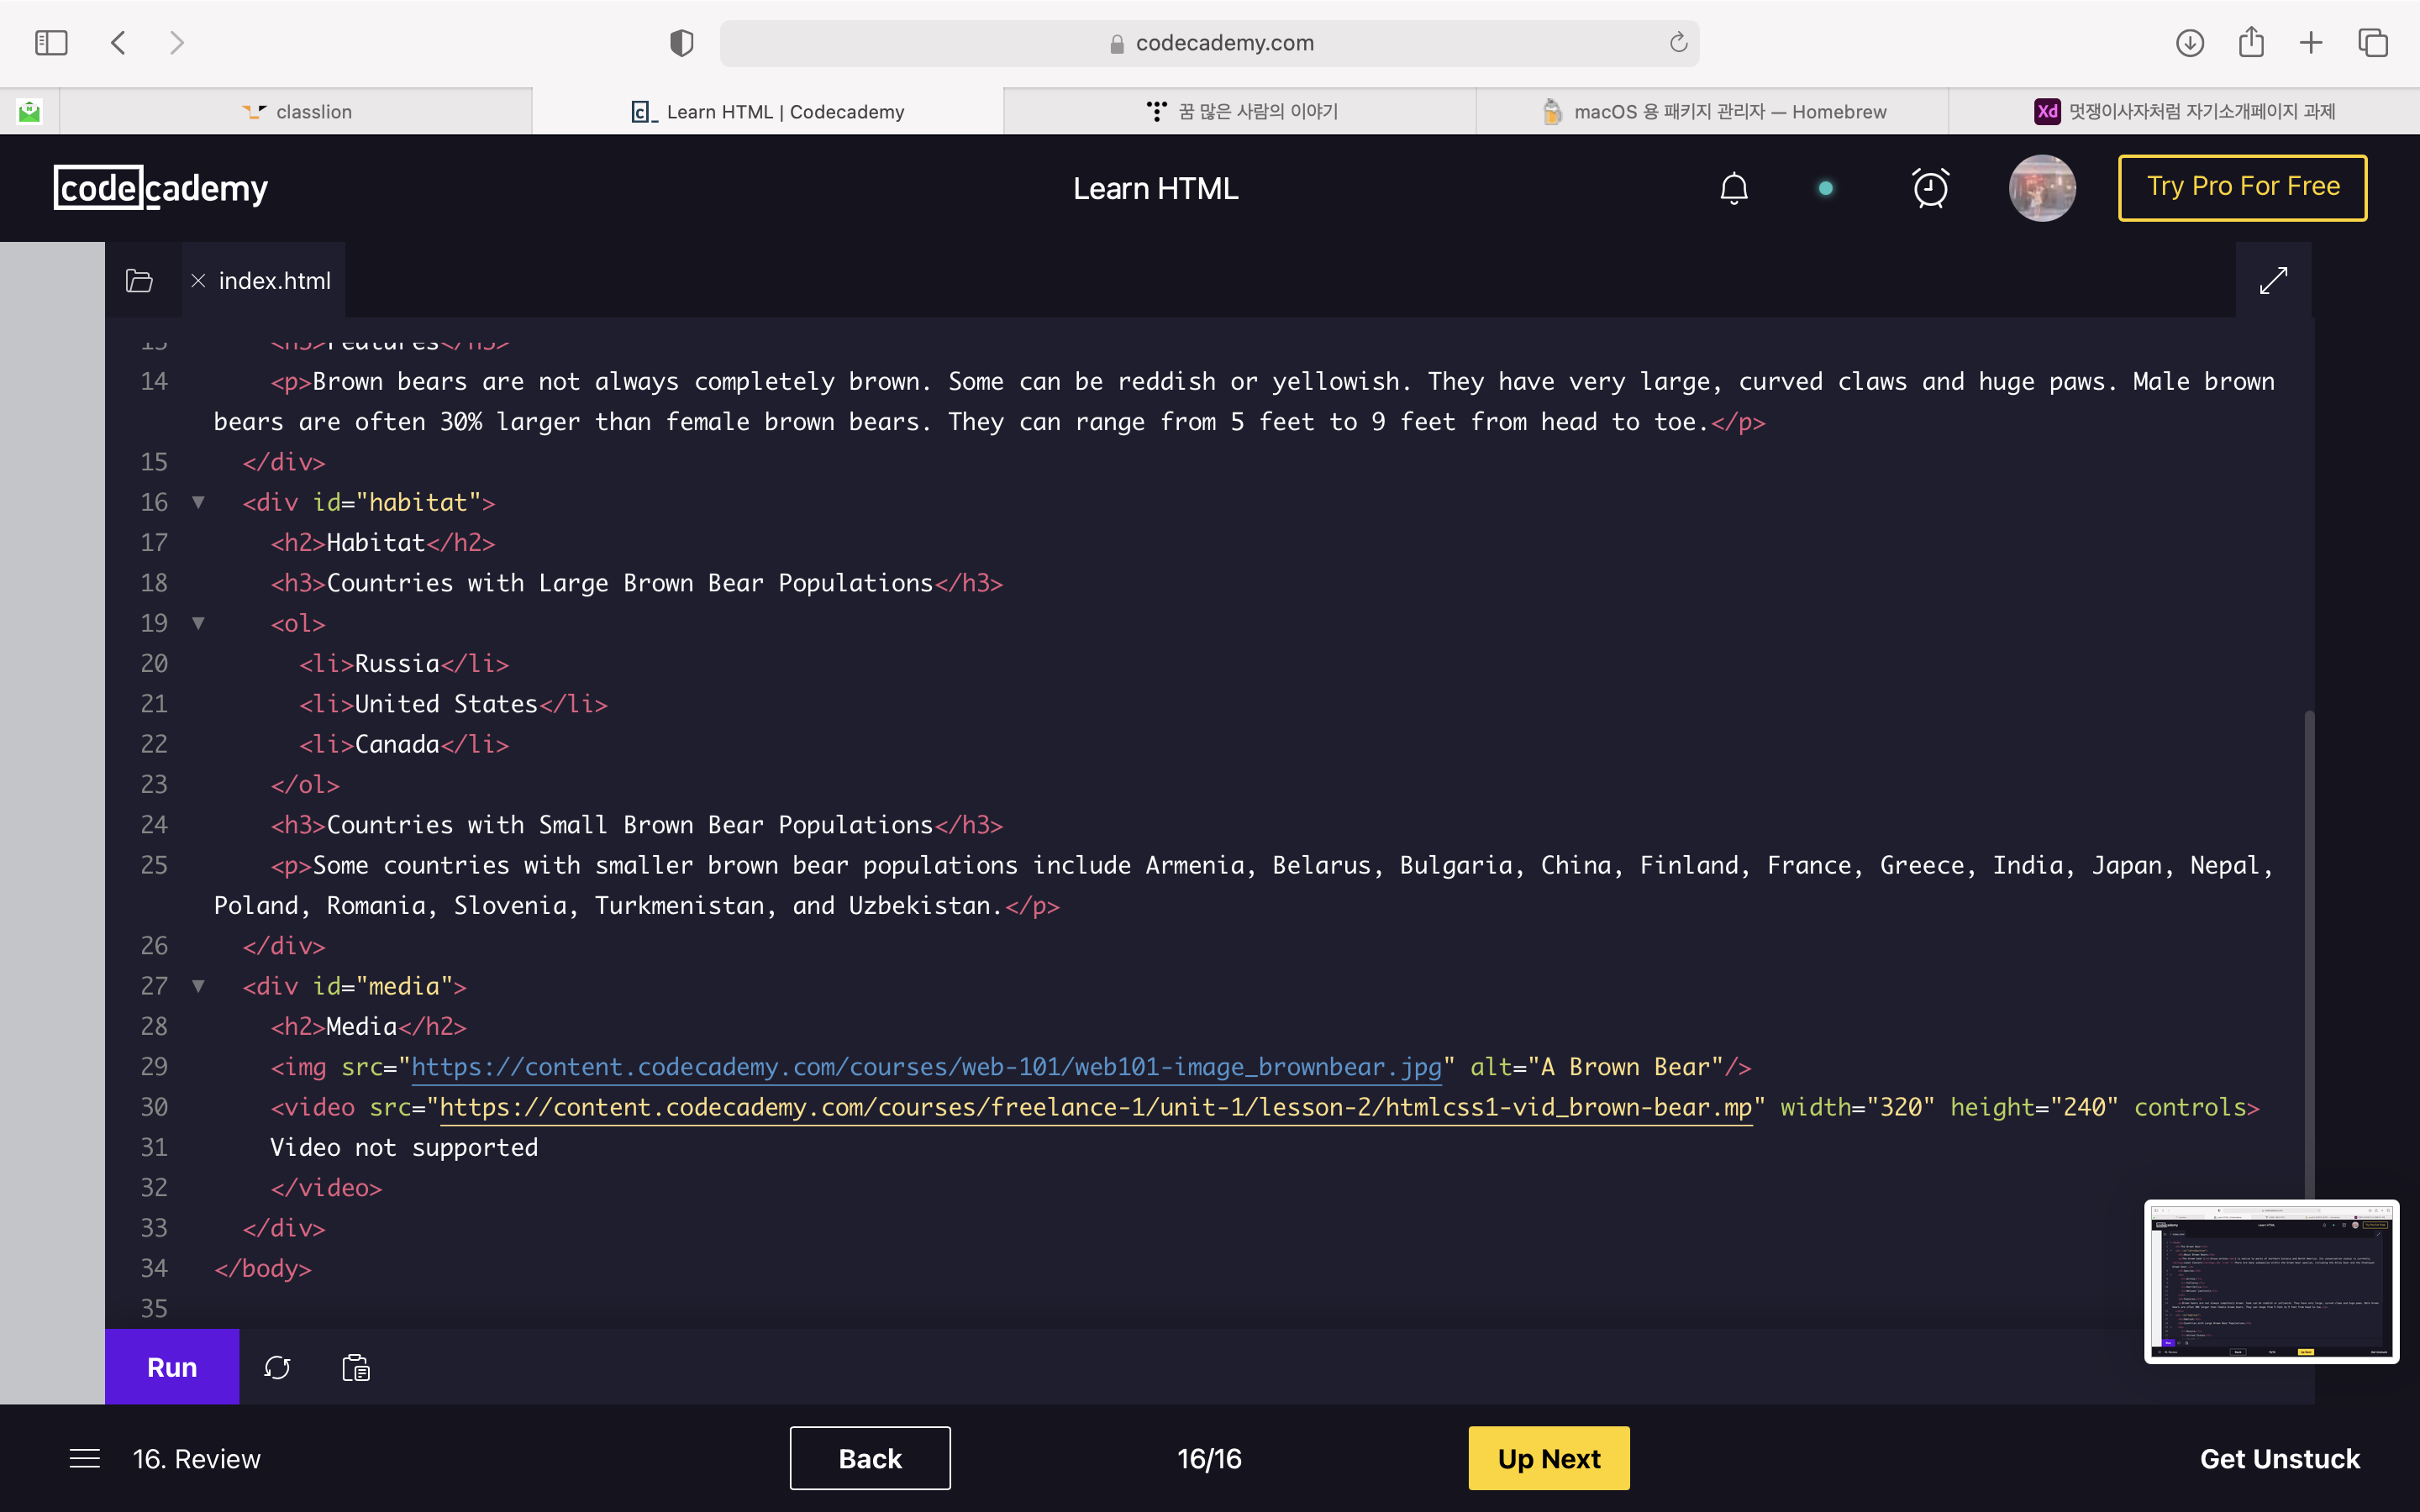 codecademy.com
classlion
Learn HTML | Codecademy
꿈 많은 사람의 이야기
macOS 용 패키지 관리자 — Homebrew
Xd 멋쟁이사자처럼 자기소개페이지 과제
codecademy
Learn HTML
Try Pro For Free
index.html
13 <h3>Features</h3>
14 <p>Brown bears are not always completely brown. Some can be reddish or yellowish. They have very large, curved claws and huge paws. Male brown
bears are often 30% larger than female brown bears. They can range from 5 feet to 9 feet from head to toe.</p>
15 </div>
16 <div id="habitat">
17 <h2>Habitat</h2>
18 <h3>Countries with Large Brown Bear Populations</h3>
19 <ol>
20 <li>Russia</li>
21 <li>United States</li>
22 <li>Canada</li>
23 </ol>
24 <h3>Countries with Small Brown Bear Populations</h3>
25 <p>Some countries with smaller brown bear populations include Armenia, Belarus, Bulgaria, China, Finland, France, Greece, India, Japan, Nepal,
Poland, Romania, Slovenia, Turkmenistan, and Uzbekistan.</p>
26 </div>
27 <div id="media">
28 <h2>Media</h2>
29 <img src="https://content.codecademy.com/courses/web-101/web101-image_brownbear.jpg" alt="A Brown Bear"/>
30 <video src="https://content.codecademy.com/courses/freelance-1/unit-1/lesson-2/htmlcss1-vid_brown-bear.mp" width="320" height="240" controls>
31 Video not supported
32 </video>
33 </div>
34 </body>
35
Run
16. Review
Back
16/16
Up Next
Get Unstuck